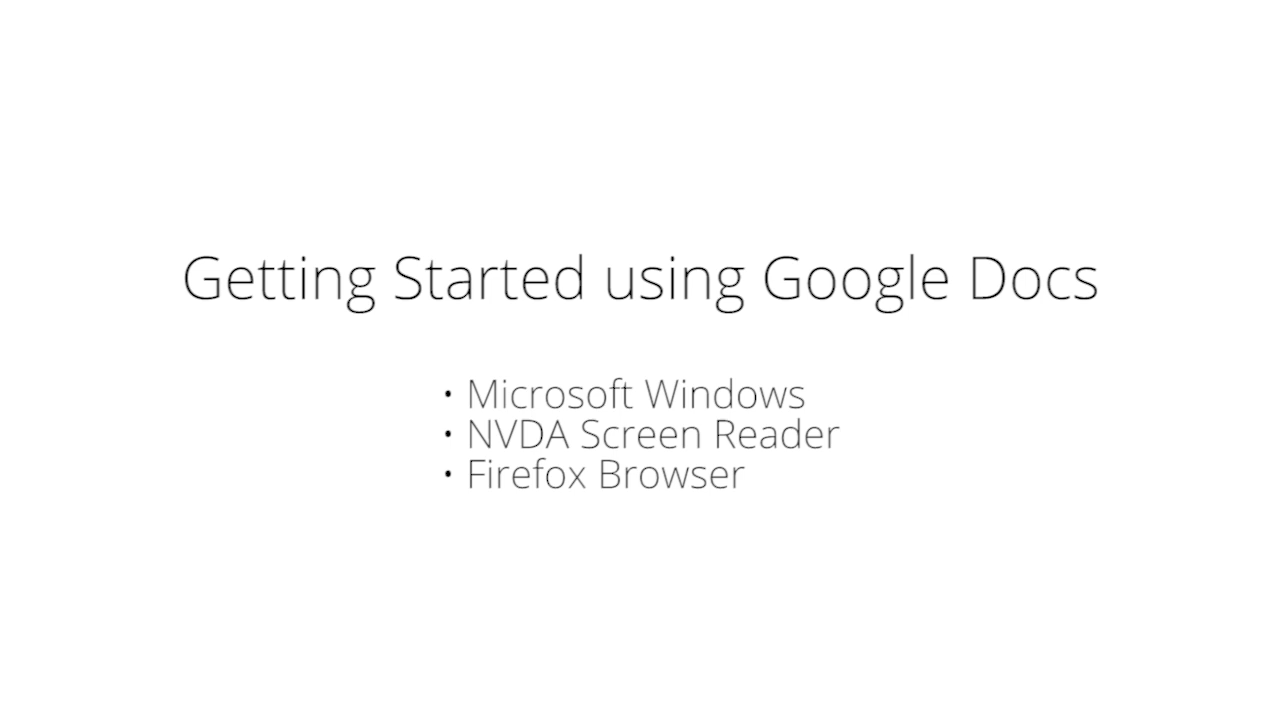 Getting Started using Google Docs
• Microsoft Windows
• NVDA Screen Reader
• Firefox Browser